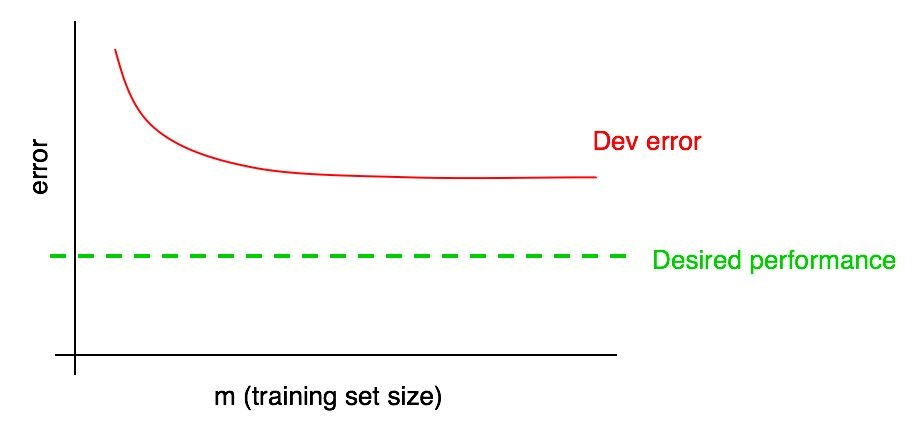 Dev error
error
Desired performance
m (training set size)